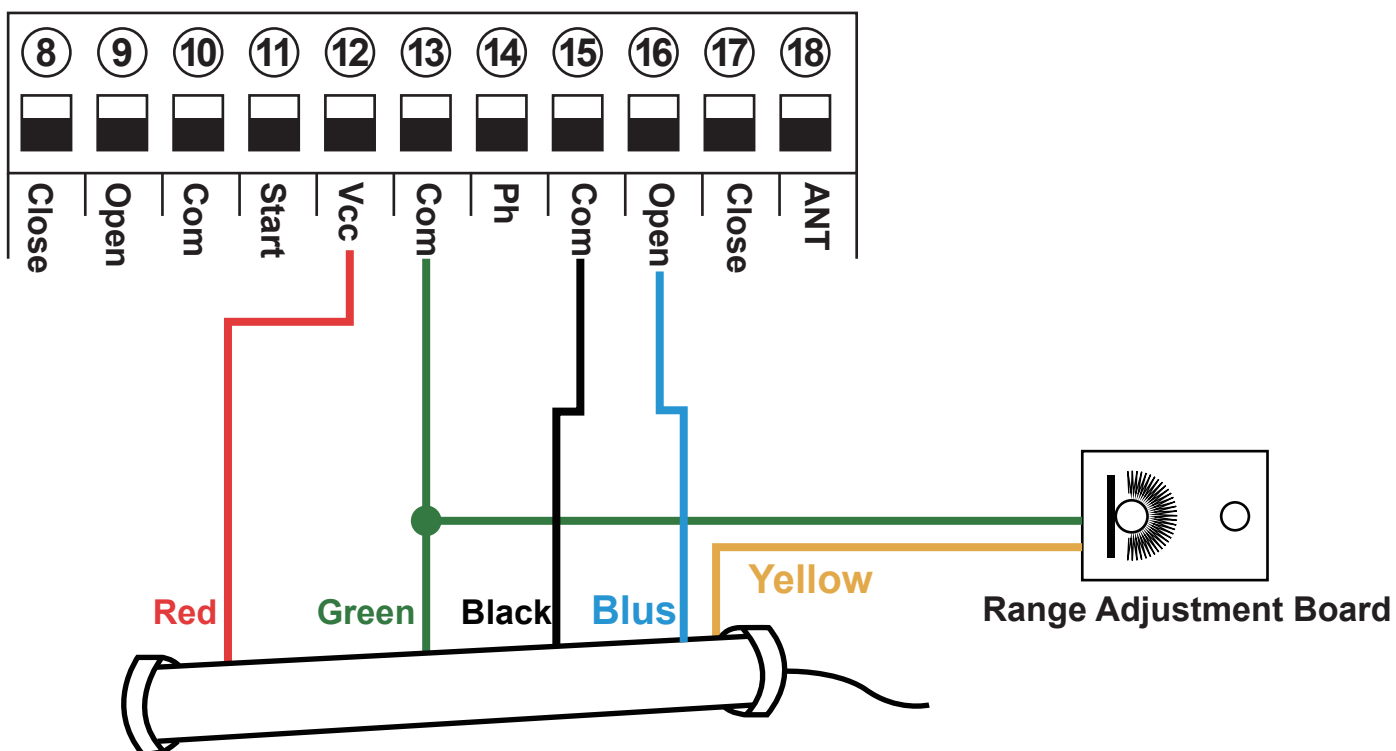 8 9 10 11 12 13 14 15 16 17 18
Close Open Com Start Vcc Com Ph Com Open Close ANT
Yellow
Red Green Black Blus Range Adjustment Board